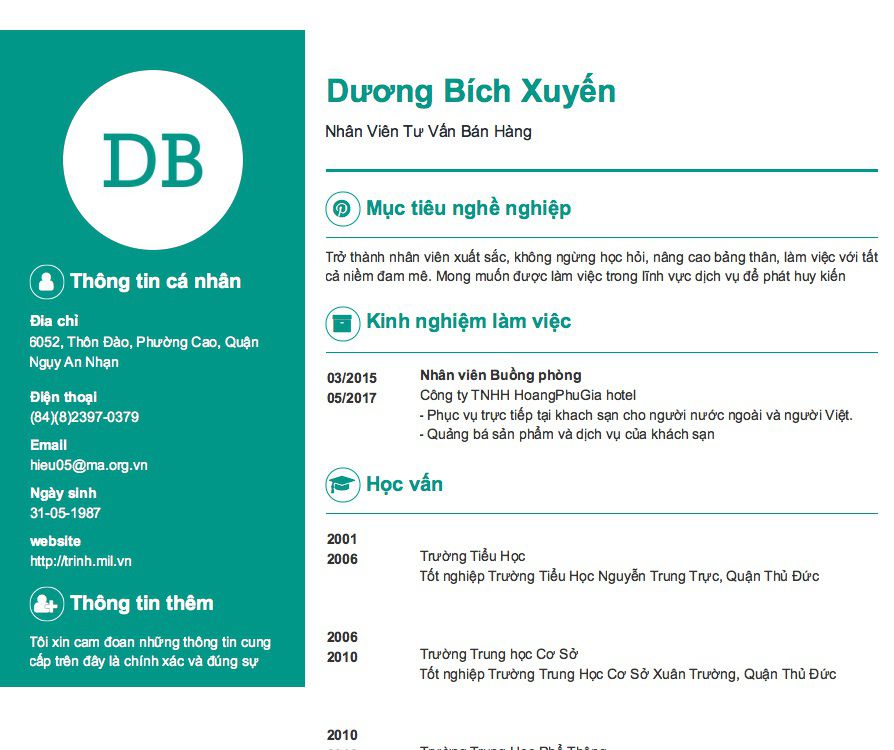 DB
Thông tin cá nhân
Đia chỉ
6052, Thôn Đào, Phường Cao, Quận
Ngụy An Nhạn
Điện thoại
(84)(8)2397-0379
Email
hieu05@ma.org.vn
Ngày sinh
31-05-1987
website
http://trinh.mil.vn
Thông tin thêm
Tôi xin cam đoan những thông tin cung
cấp trên đây là chính xác và đúng sự
Dương Bích Xuyến
Nhân Viên Tư Vấn Bán Hàng
Mục tiêu nghề nghiệp
Trở thành nhân viên xuất sắc, không ngừng học hỏi, nâng cao bảng thân, làm việc với tất
cả niềm đam mê. Mong muốn được làm việc trong lĩnh vực dịch vụ để phát huy kiến
Kinh nghiệm làm việc
03/2015
05/2017
Nhân viên Buồng phòng
Công ty TNHH HoangPhuGia hotel
- Phục vụ trực tiếp tại khach sạn cho người nước ngoài và người Việt.
- Quảng bá sản phẩm và dịch vụ của khách sạn
Học vấn
2001
2006
Trường Tiểu Học
Tốt nghiệp Trường Tiểu Học Nguyễn Trung Trực, Quận Thủ Đức
2006
2010
Trường Trung học Cơ Sở
Tốt nghiệp Trường Trung Học Cơ Sở Xuân Trường, Quận Thủ Đức
2010
Trường Trung Học Phổ Thông